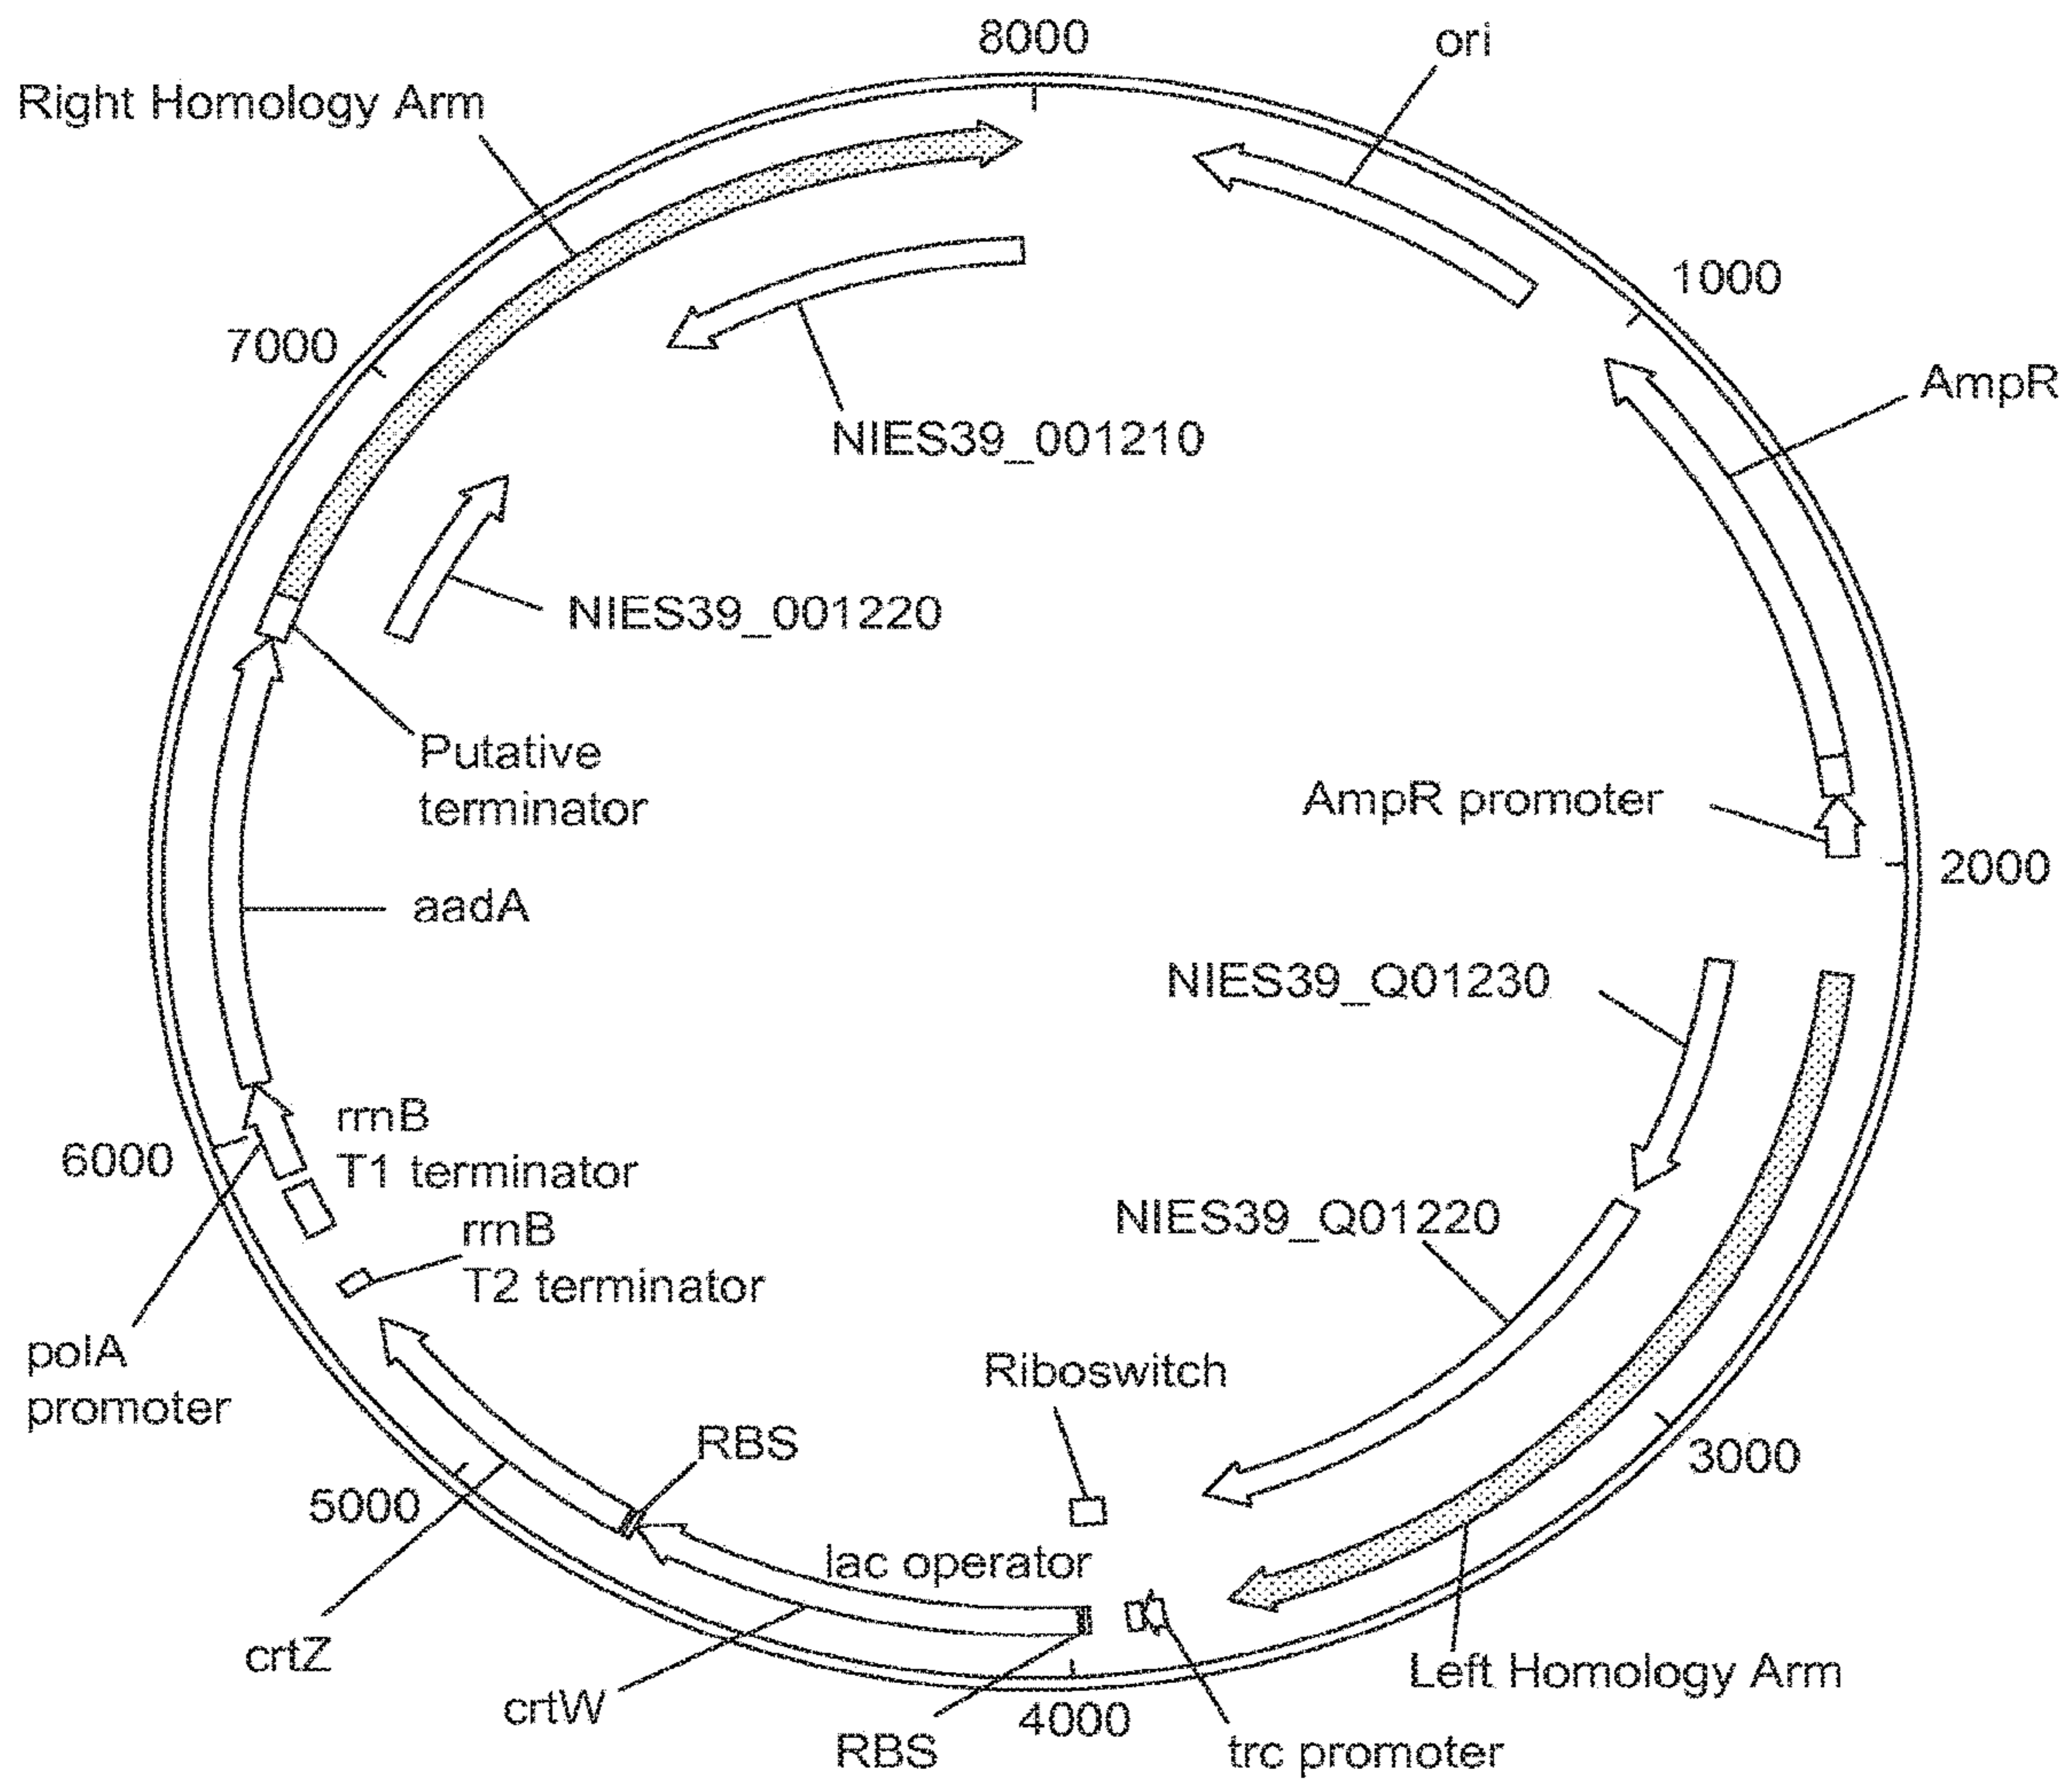 8000
ori
Right Homology Arm
1000
7000
AmpR
NIES39_001210
NIES39_001220
Putative
terminator
AmpR promoter
2000
aadA
NIES39_Q01230
rrnB
T1 terminator
6000
NIES39_Q01220
rrnB
T2 terminator
polA
promoter
Riboswitch
RBS
3000
5000
lac operator
crtZ
Left Homology Arm
crtW
4000
RBS
trc promoter